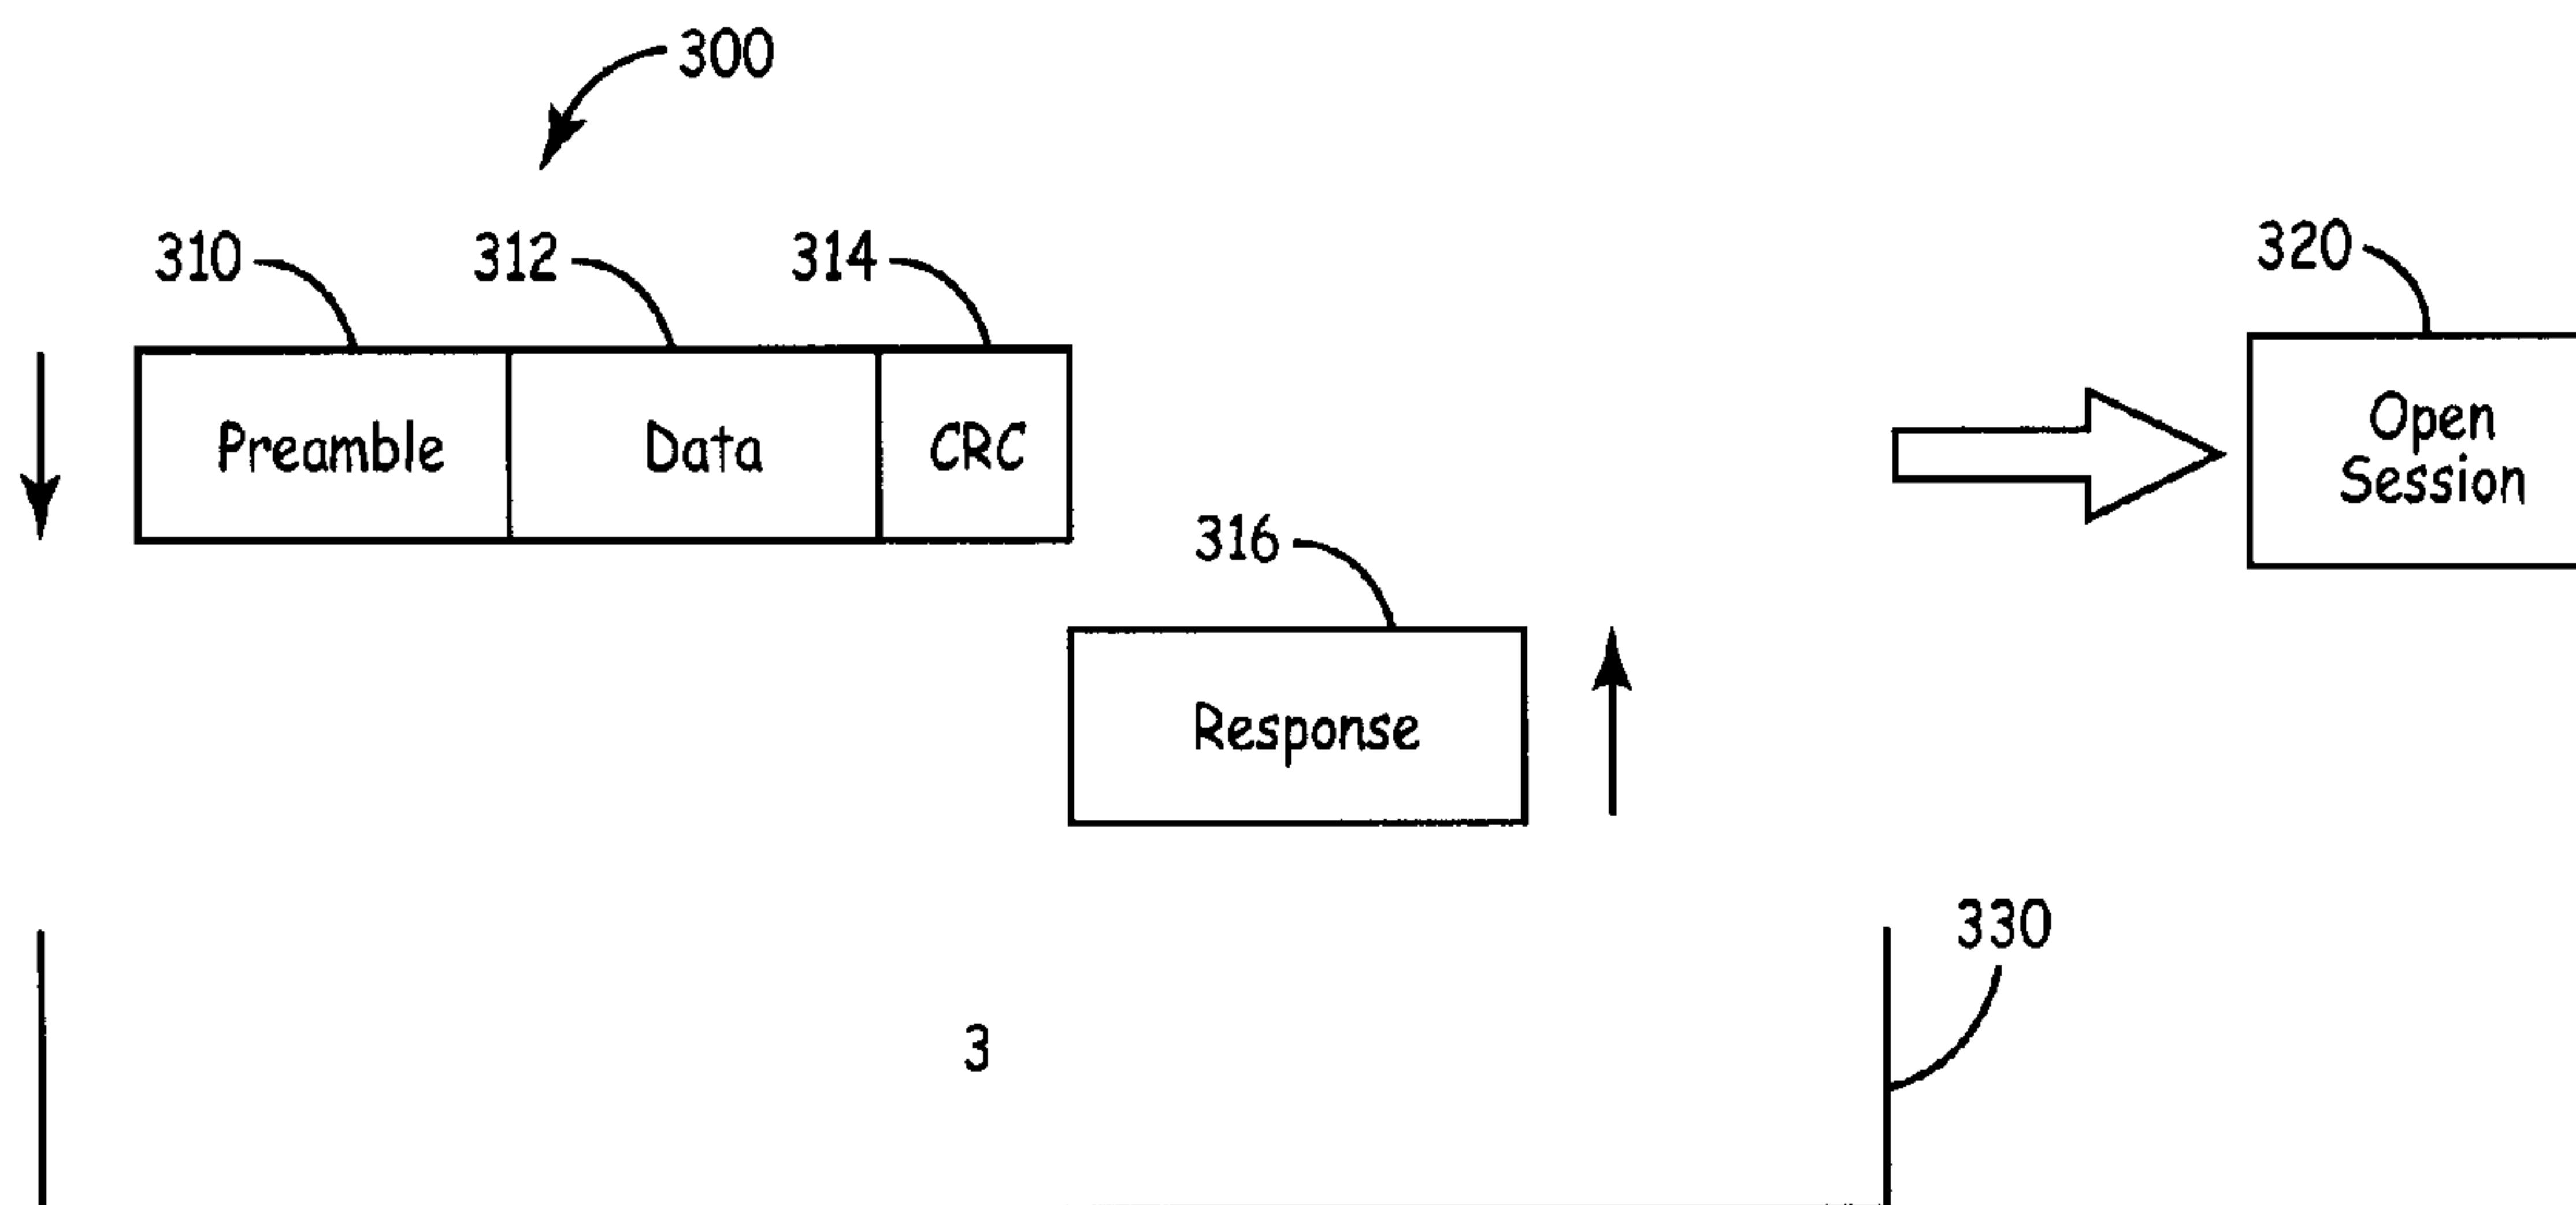 300
310
312
314
320
Preamble
Data
CRC
Open
Session
316
Response
330
3